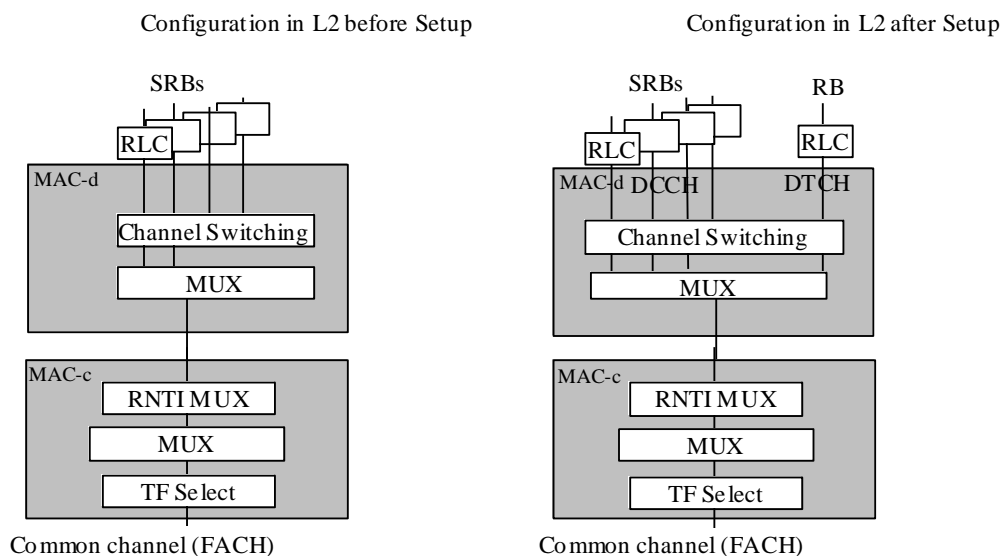 Configuration in L2 before Setup
SRBs
RLC
MAC-d
Channel Switching
MUX
MAC-c
RNTI MUX
MUX
TF Select
Common channel (FACH)
Configuration in L2 after Setup
SRBs
RB
RLC
RLC
MAC-d DCCH
DTCH
Channel Switching
MUX
MAC-c
RNTI MUX
MUX
TF Select
Common channel (FACH)